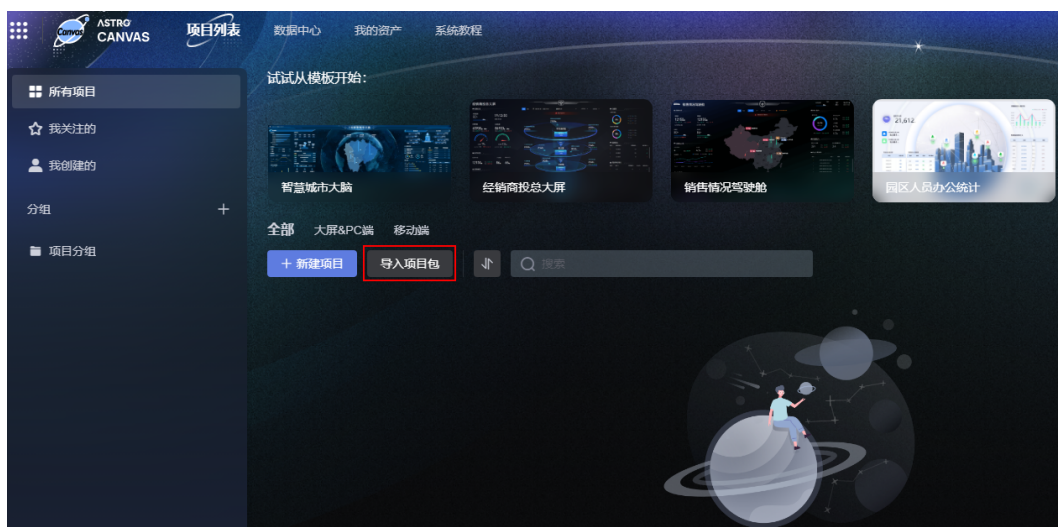 Canvas
ASTRO
CANVAS
项目列表
数据中心
我的资产
系统教程
所有项目
我关注的
我创建的
分组
项目分组
试试从模板开始：
智慧城市大脑
经销商投总大屏
销售情况驾驶舱
21,612
园区人员办公统计
全部
大屏&PC端
移动端
新建项目
导入项目包
搜索